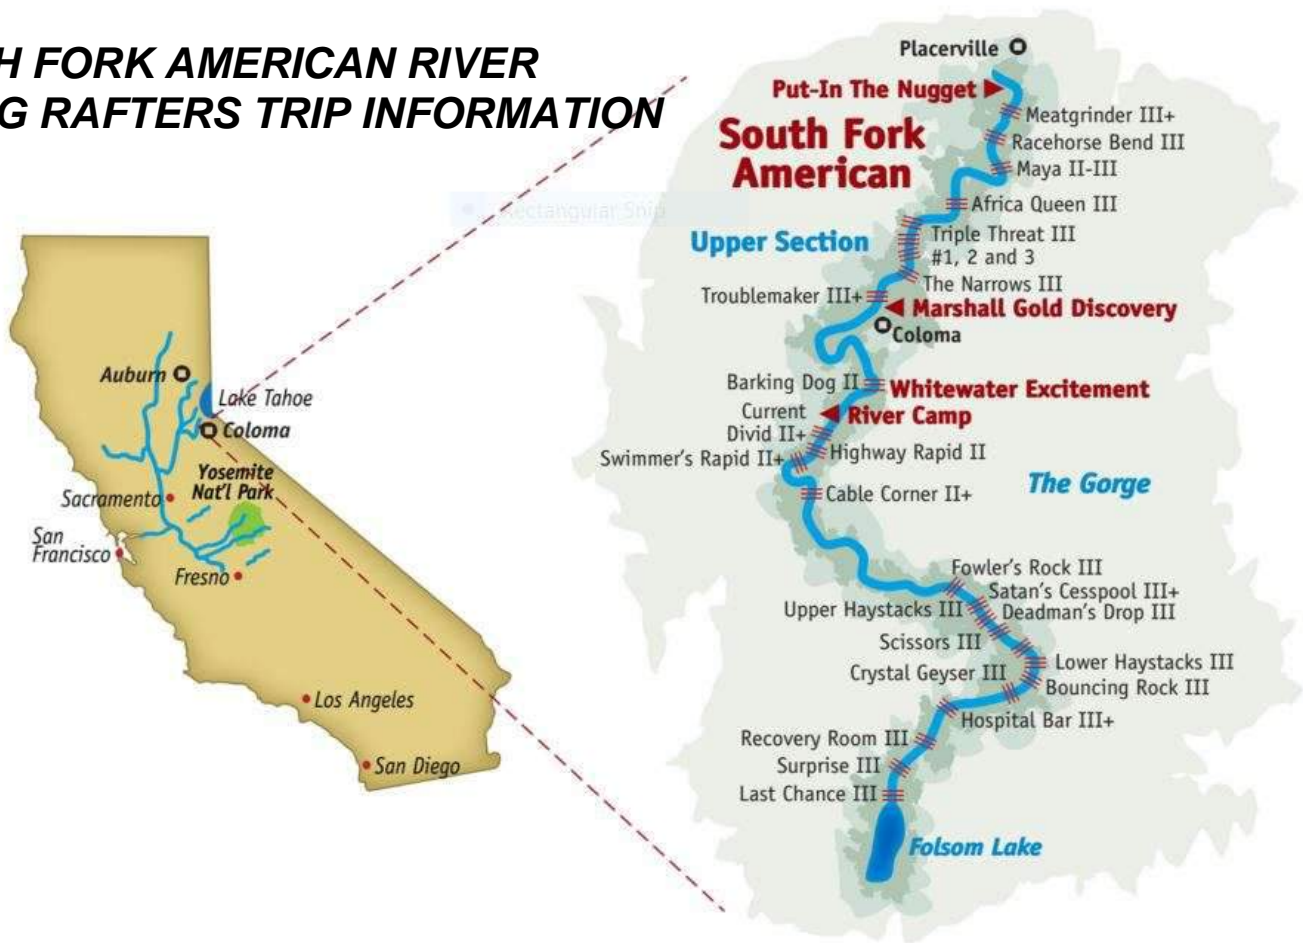 H FORK AMERICAN RIVER
G RAFTERS TRIP INFORMATION
Rectangular Snip
Auburn
Lake Tahoe
Coloma
Yosemite
Nat'l Park
Sacramento
San
Francisco
Fresno
Los Angeles
San Diego
Placerville
Put-In The Nugget
South Fork
American
Meatgrinder III+
Racehorse Bend III
Maya II-III
Africa Queen III
Upper Section
Triple Threat III
#1, 2 and 3
The Narrows III
Troublemaker III+
Marshall Gold Discovery
Coloma
Barking Dog II
Whitewater Excitement
River Camp
Current
Divid II+
Highway Rapid II
Swimmer's Rapid II+
The Gorge
Cable Corner II+
Fowler's Rock III
Satan's Cesspool III+
Upper Haystacks III
Deadman's Drop III
Scissors III
Lower Haystacks III
Crystal Geyser III
Bouncing Rock III
Hospital Bar III+
Recovery Room III
Surprise III
Last Chance III
Folsom Lake